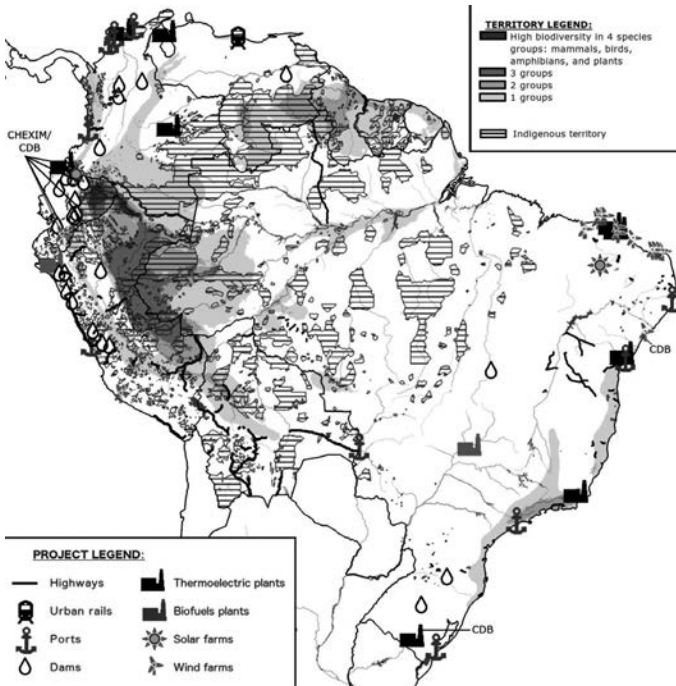 TERRITORY LEGEND:
High biodiversity in 4 species
groups: mammals, birds,
amphibians, and plants
3 groups
2 groups
1 groups
Indigenous territory
CHEXIM/
CDB
CDB
CDB
PROJECT LEGEND:
Highways
Thermoelectric plants
Urban rails
Biofuels plants
Ports
Solar farms
Dams
Wind farms